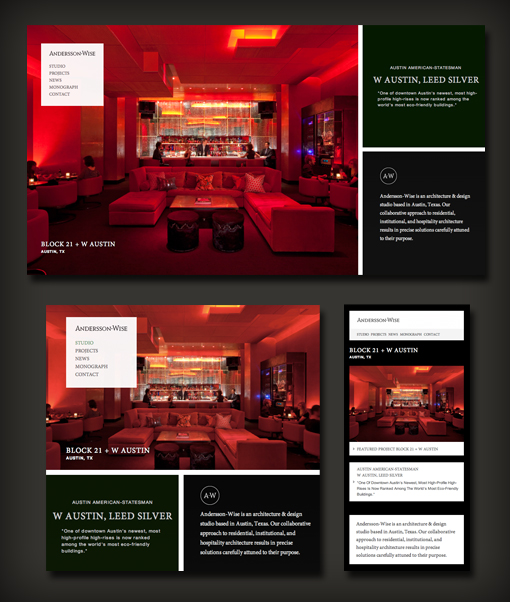 ANDERSSON-WISE
STUDIO
PROJECTS
NEWS
MONOGRAPH
CONTACT
BLOCK 21 + W AUSTIN
AUSTIN, TX
AUSTIN AMERICAN-STATESMAN
W AUSTIN, LEED SILVER
"One of downtown Austin's newest, most high-
profile high-rises is now ranked among the
world's most eco-friendly buildings."
A-W
Andersson-Wise is an architecture & design
studio based in Austin, Texas. Our
collaborative approach to residential,
institutional, and hospitality architecture
results in precise solutions carefully attuned
to their purpose.
ANDERSSON-WISE
STUDIO
PROJECTS
NEWS
MONOGRAPH
CONTACT
BLOCK 21 + W AUSTIN
AUSTIN, TX
AUSTIN AMERICAN-STATESMAN
W AUSTIN, LEED SILVER
"One of downtown Austin's newest, most
high-profile high-rises is now ranked
among the world's most eco-friendly
buildings."
A-W
Andersson-Wise is an architecture & design
studio based in Austin, Texas. Our collaborative
approach to residential, institutional, and
hospitality architecture results in precise
solutions carefully attuned to their purpose.
ANDERSSON-WISE
STUDIO PROJECTS NEWS MONOGRAPH CONTACT
BLOCK 21 + W AUSTIN
AUSTIN, TX
FEATURED PROJECT BLOCK 21 + W AUSTIN
AUSTIN AMERICAN-STATESMAN
W AUSTIN, LEED SILVER
"One Of Downtown Austin's Newest, Most High-Profile High-
Rises Is Now Ranked Among The World's Most Eco-Friendly
Buildings."
Andersson-Wise is an architecture & design
studio based in Austin, Texas. Our collaborative
approach to residential, institutional, and
hospitality architecture results in precise
solutions carefully attuned to their purpose.